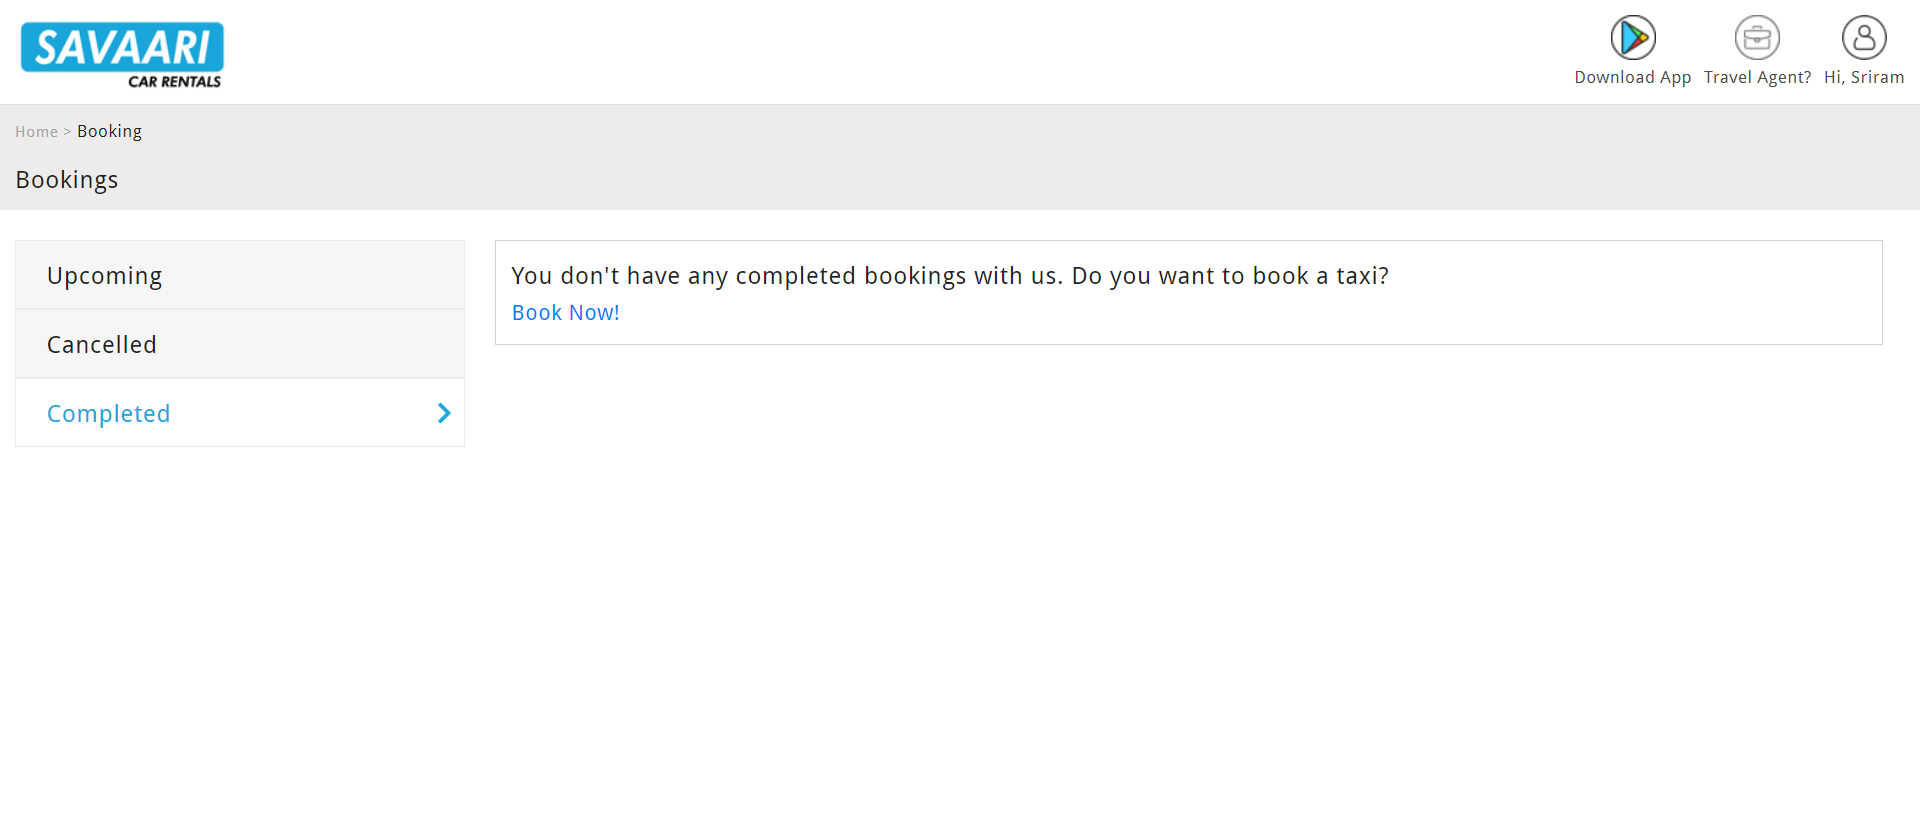 SAVAARI
CAR RENTALS
Download App
Travel Agent?
Hi, Sriram
Home > Booking
Bookings
Upcoming
Cancelled
Completed
You don't have any completed bookings with us. Do you want to book a taxi?
Book Now!